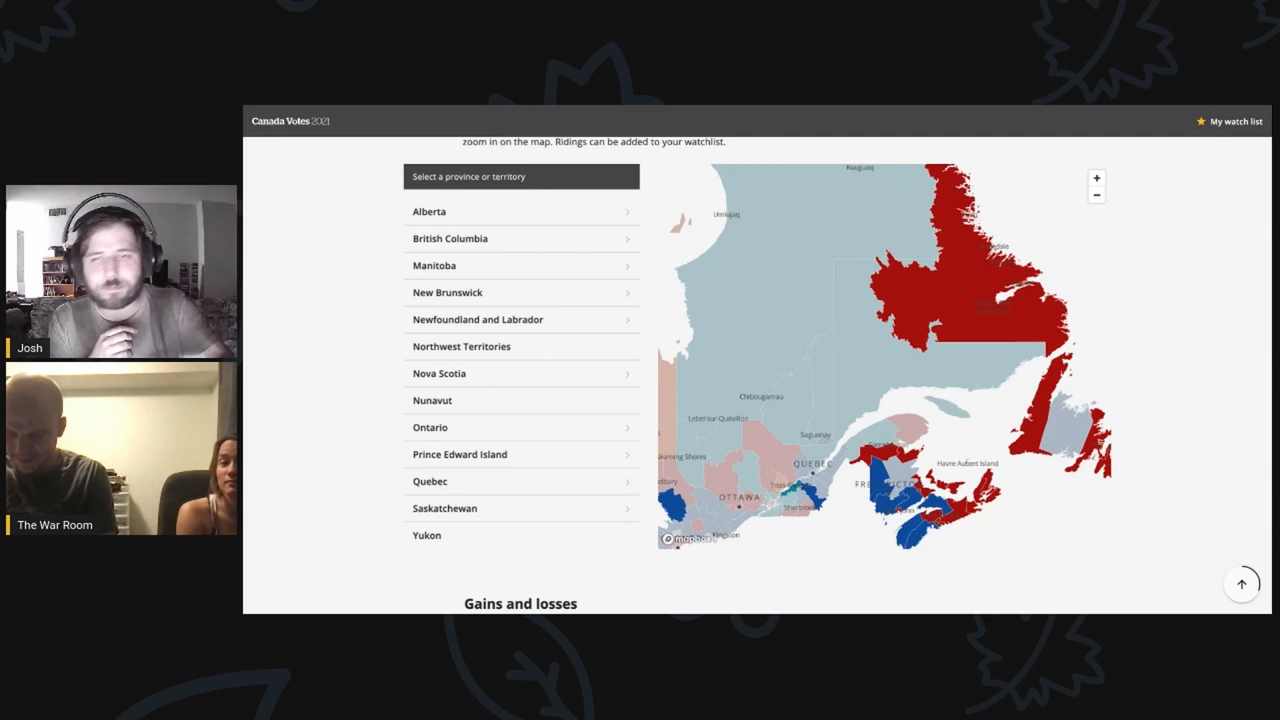 Canada Votes 2021
My watch list
zoom in on the map. Ridings can be added to your watchlist.
Select a province or territory
Alberta
British Columbia
Manitoba
New Brunswick
Newfoundland and Labrador
Northwest Territories
Nova Scotia
Nunavut
Ontario
Prince Edward Island
Quebec
Saskatchewan
Yukon
Kuujjuaq
Umiujaq
Chibougamau
Lebel-sur-Quévillon
Saguenay
QUEBEC
Havre Aubert Island
OTTAWA
Sherbrooke
Kingston
mapbox
+
−
Gains and losses
Josh
The War Room